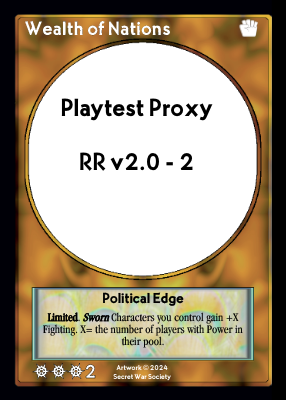 Wealth of Nations
Playtest Proxy
RR v2.0 - 2
Political Edge
Limited. Sworn Characters you control gain +X
Fighting. X= the number of players with Power in
their pool.
2
Artwork © 2024
Secret War Society